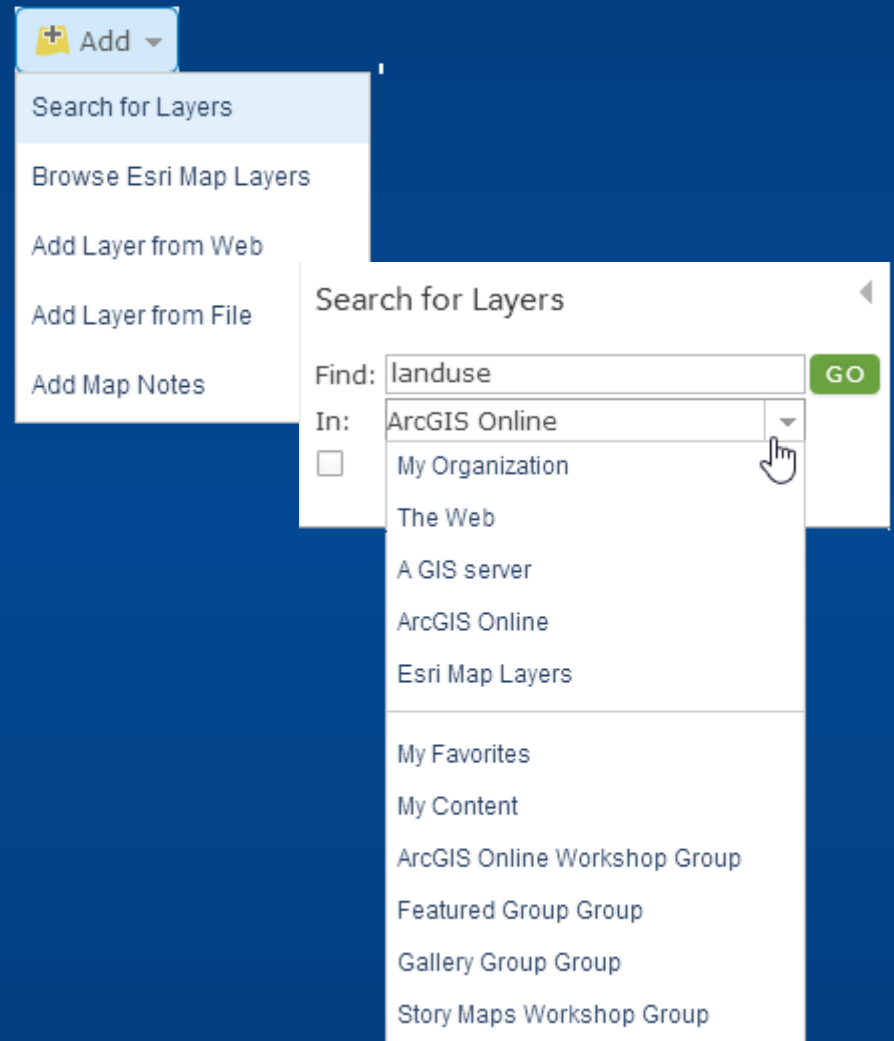 Add
Search for Layers
Browse Esri Map Layers
Add Layer from Web
Add Layer from File
Add Map Notes
Search for Layers
Find: landuse GO
In: ArcGIS Online
My Organization
The Web
A GIS server
ArcGIS Online
Esri Map Layers
My Favorites
My Content
ArcGIS Online Workshop Group
Featured Group Group
Gallery Group Group
Story Maps Workshop Group